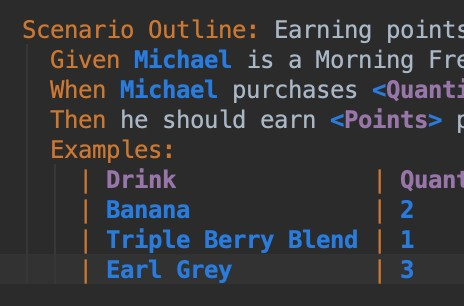 Scenario Outline: Earning points
Given Michael is a Morning Fre
When Michael purchases <Quanti
Then he should earn <Points> p
Examples:
| Drink | Quant
| Banana | 2
| Triple Berry Blend | 1
| Earl Grey | 3